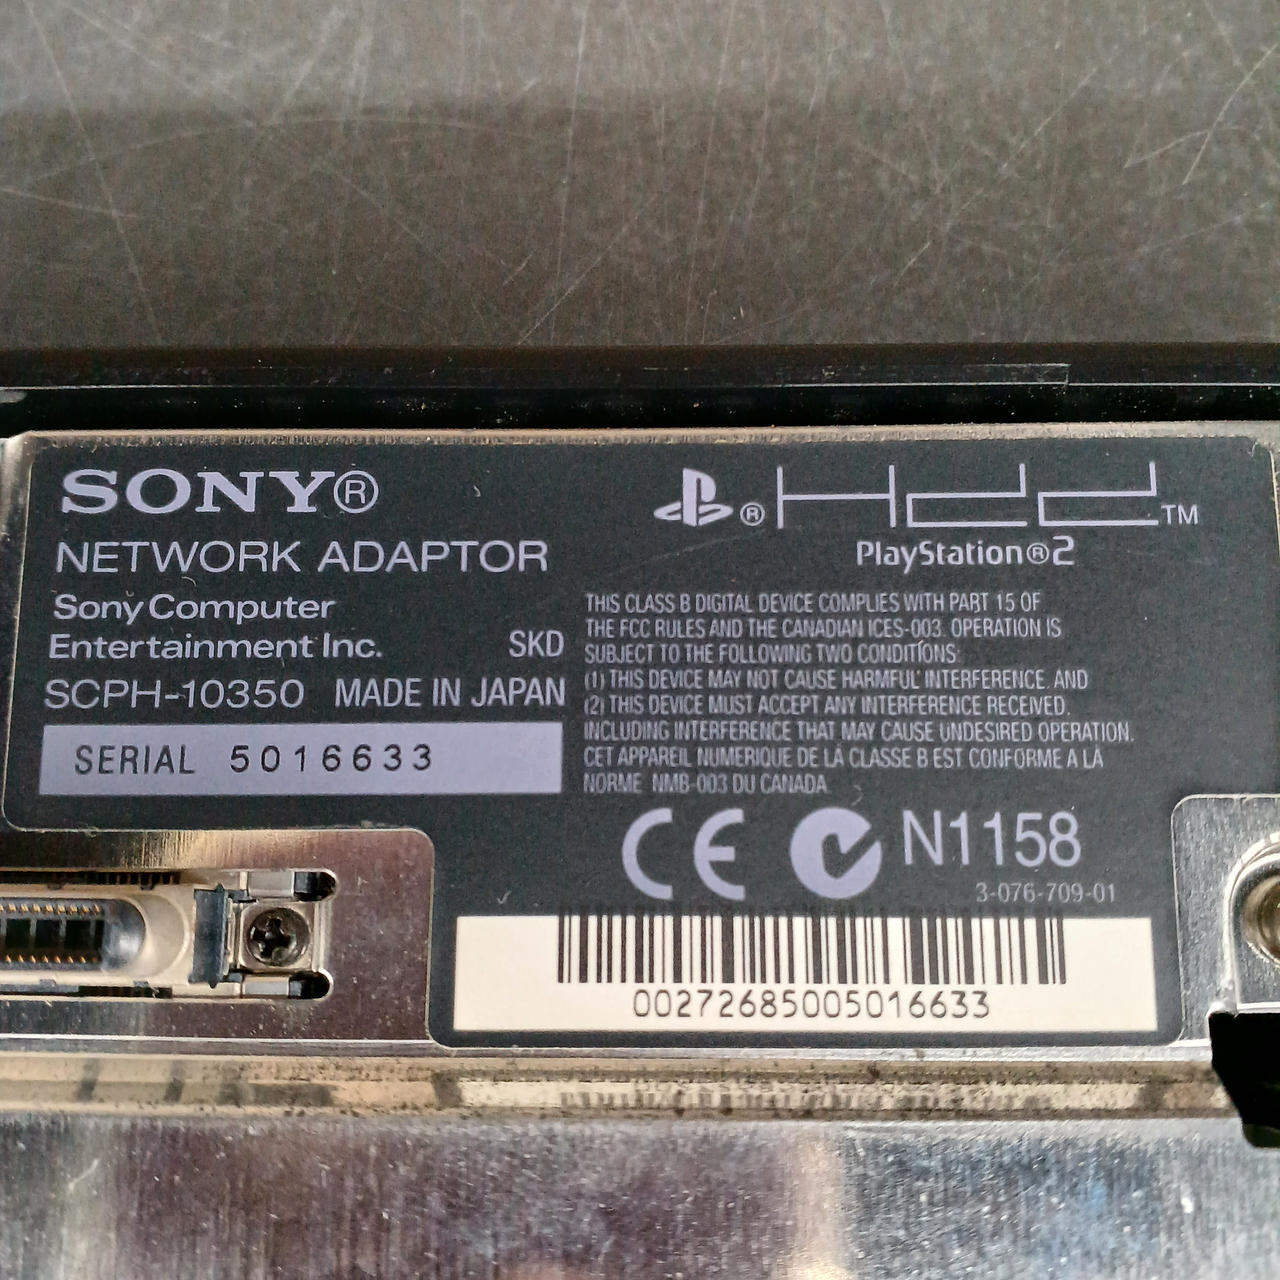 SONY®
NETWORK ADAPTOR
Sony Computer
Entertainment Inc. SKD
SCPH-10350 MADE IN JAPAN
SERIAL 5016633
® Hdd TM
PlayStation®2
THIS CLASS B DIGITAL DEVICE COMPLIES WITH PART 15 OF
THE FCC RULES AND THE CANADIAN ICES-003. OPERATION IS
SUBJECT TO THE FOLLOWING TWO CONDITIONS:
(1) THIS DEVICE MAY NOT CAUSE HARMFUL INTERFERENCE. AND
(2) THIS DEVICE MUST ACCEPT ANY INTERFERENCE RECEIVED.
INCLUDING INTERFERENCE THAT MAY CAUSE UNDESIRED OPERATION.
CET APPAREIL NUMERIQUE DE LA CLASSE B EST CONFORME A LA
NORME NMB-003 DU CANADA
CE N1158
3-076-709-01
00272685005016633